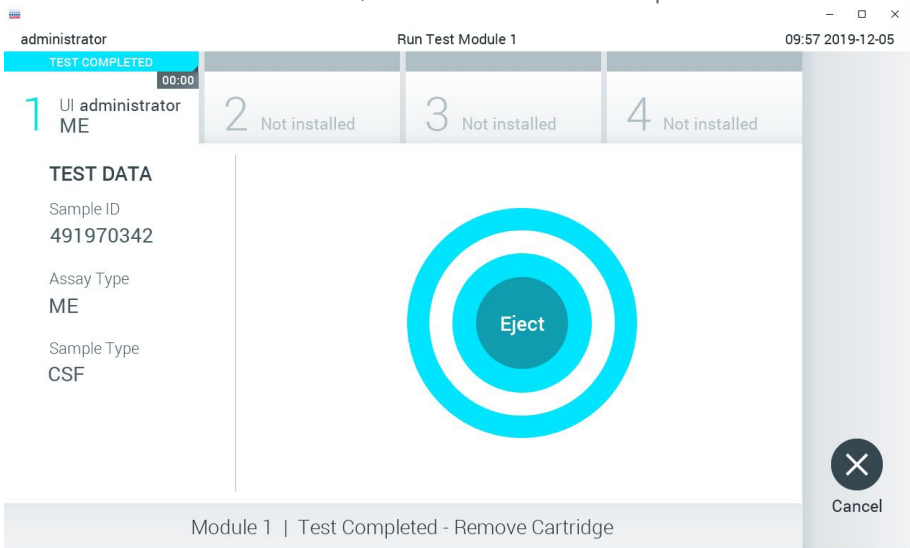 administrator Run Test Module 1 09:57 2019-12-05
TEST COMPLETED
00:00
1 UI administrator
ME
2 Not installed
3 Not installed
4 Not installed
TEST DATA
Sample ID
491970342
Assay Type
ME
Sample Type
CSF
Eject
Cancel
Module 1 | Test Completed - Remove Cartridge